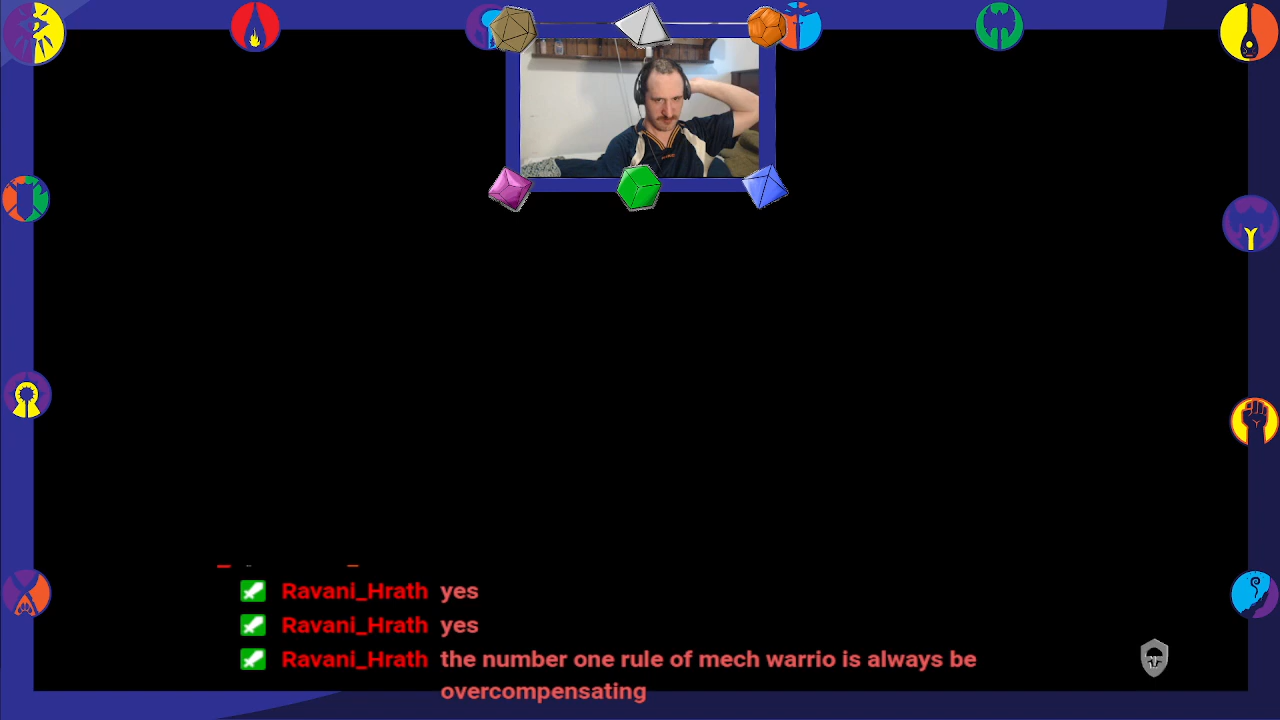 Ravani_Hrath yes
Ravani_Hrath yes
Ravani_Hrath the number one rule of mech warrio is always be
overcompensating